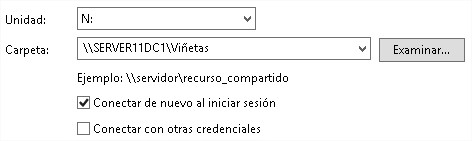 Unidad: N:
Carpeta: \\SERVER11DC1\Viñetas Examinar...
Ejemplo: \\servidor\recurso_compartido
Conectar de nuevo al iniciar sesión
Conectar con otras credenciales